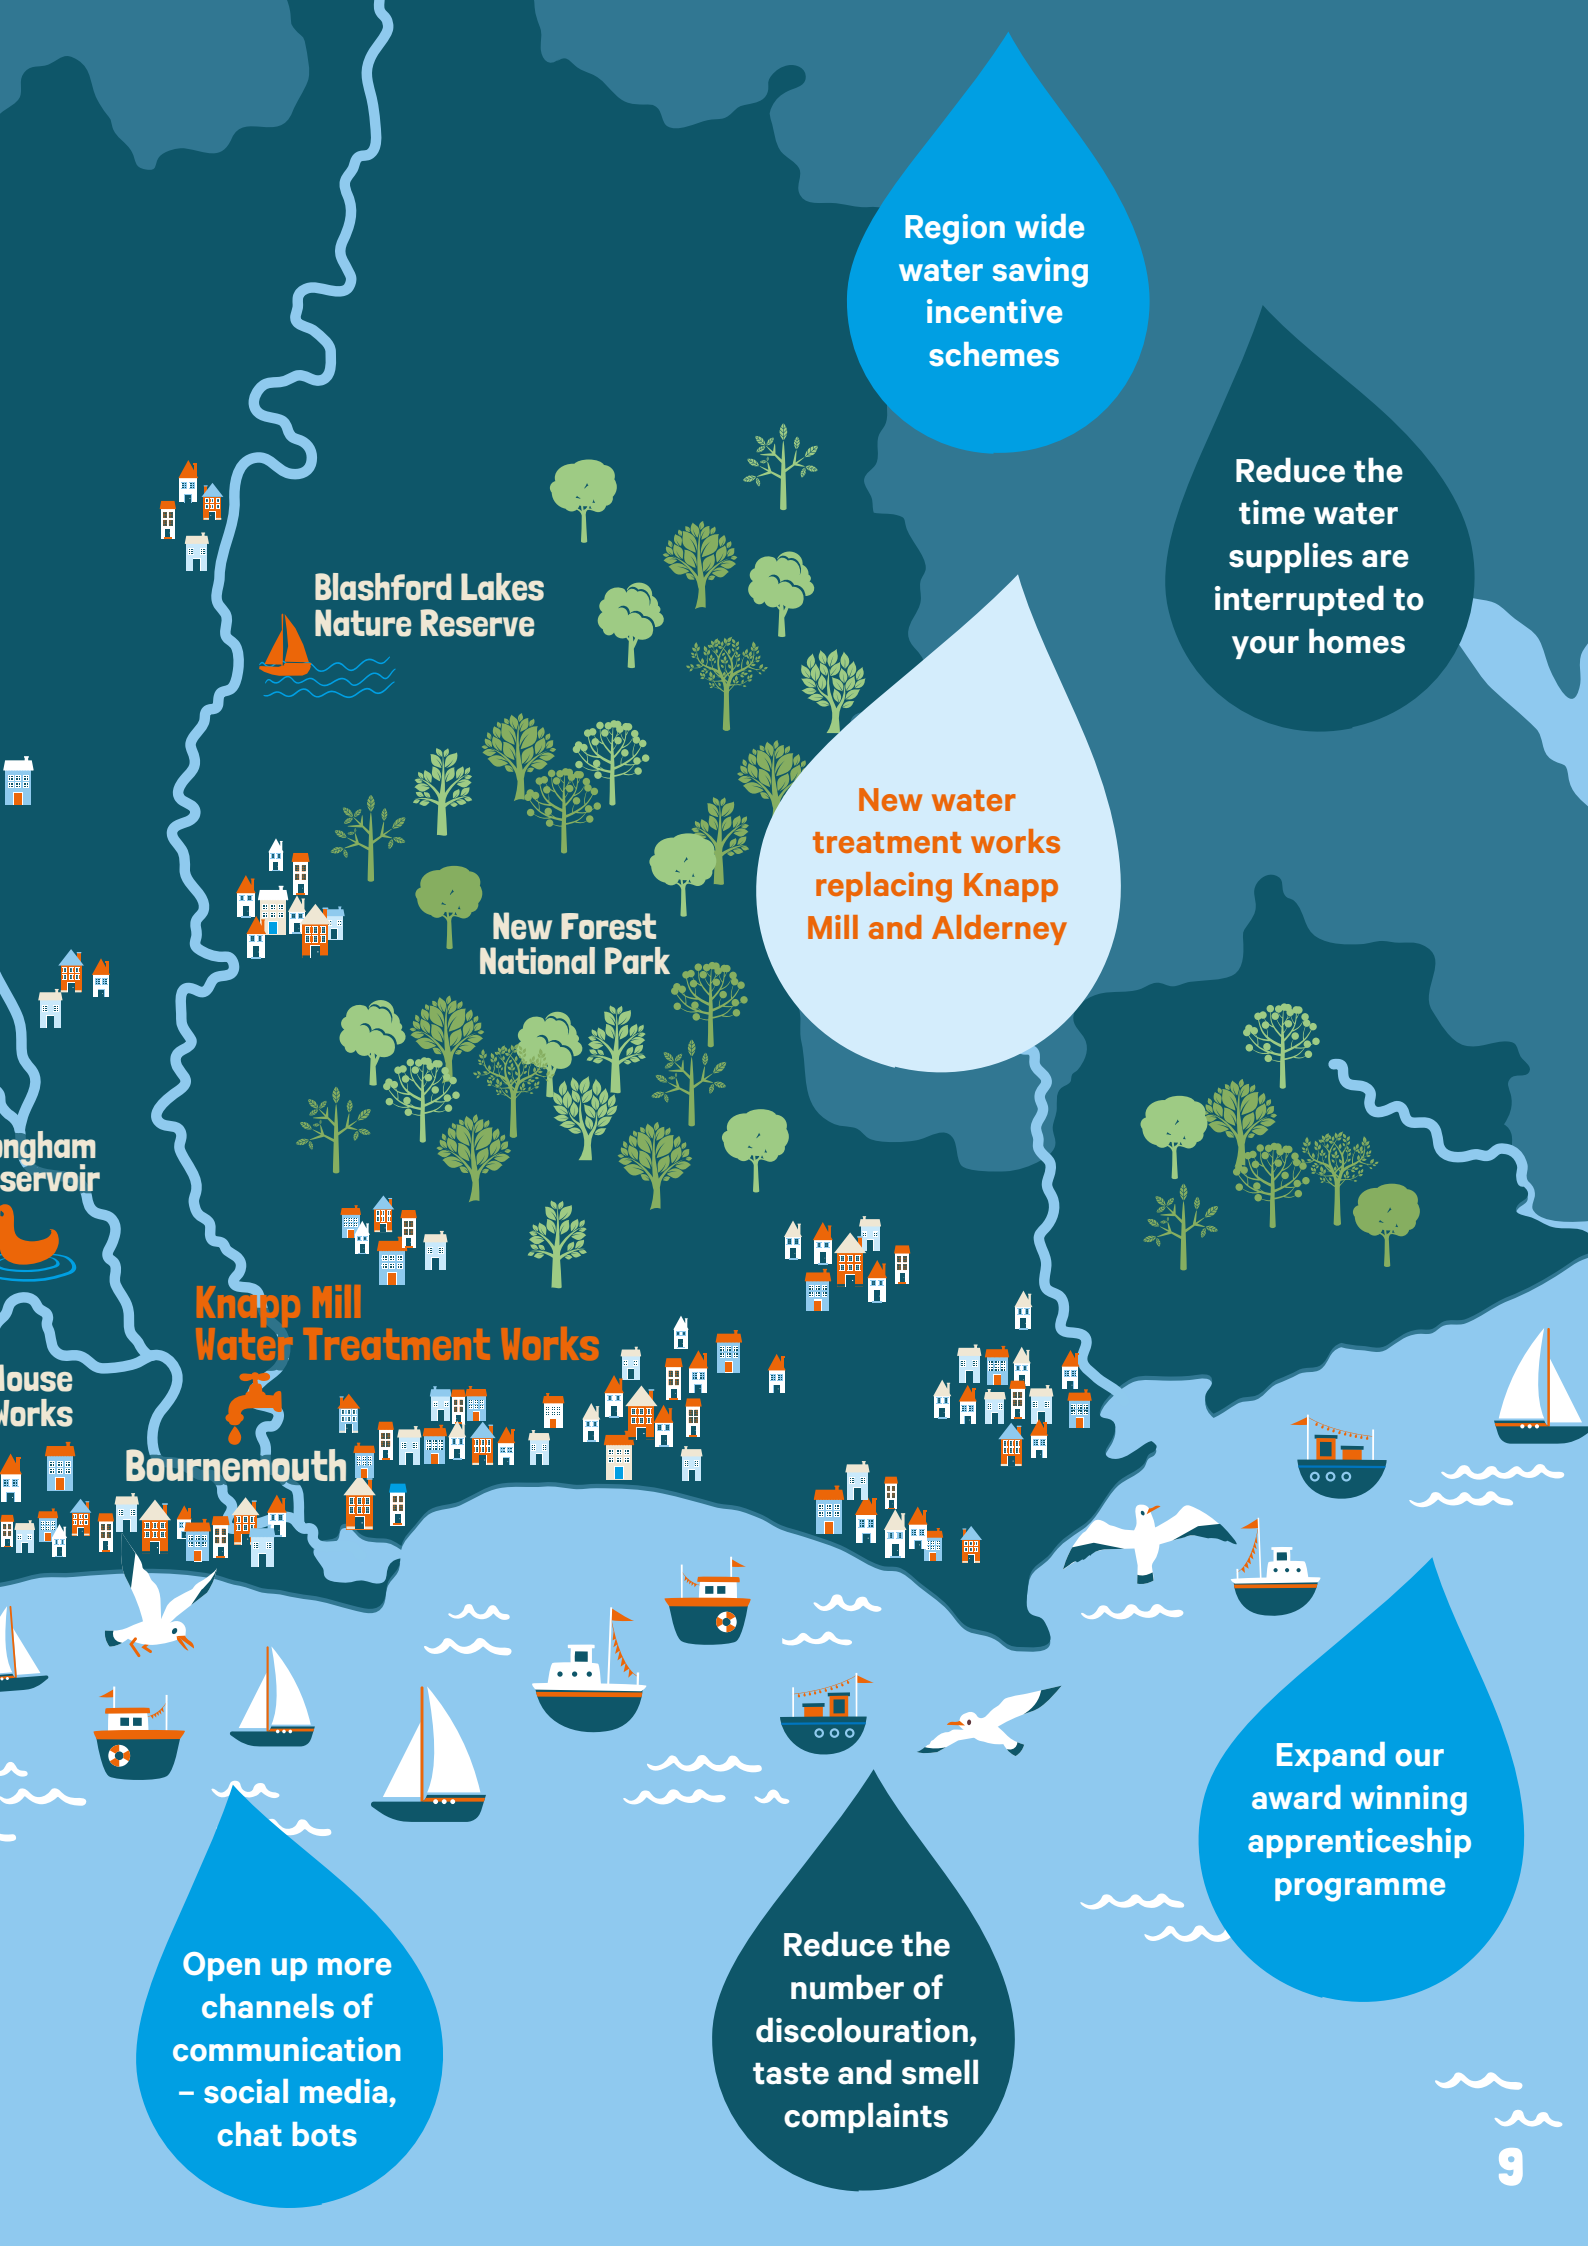 Region wide
water saving
incentive
schemes
Reduce the
time water
supplies are
interrupted to
your homes
Blashford Lakes
Nature Reserve
New water
treatment works
replacing Knapp
Mill and Alderney
New Forest
National Park
ongham
servoir
Knapp Mill
Water Treatment Works
ouse
Works
Bournemouth
Expand our
award winning
apprenticeship
programme
Open up more
channels of
communication
– social media,
chat bots
Reduce the
number of
discolouration,
taste and smell
complaints
9